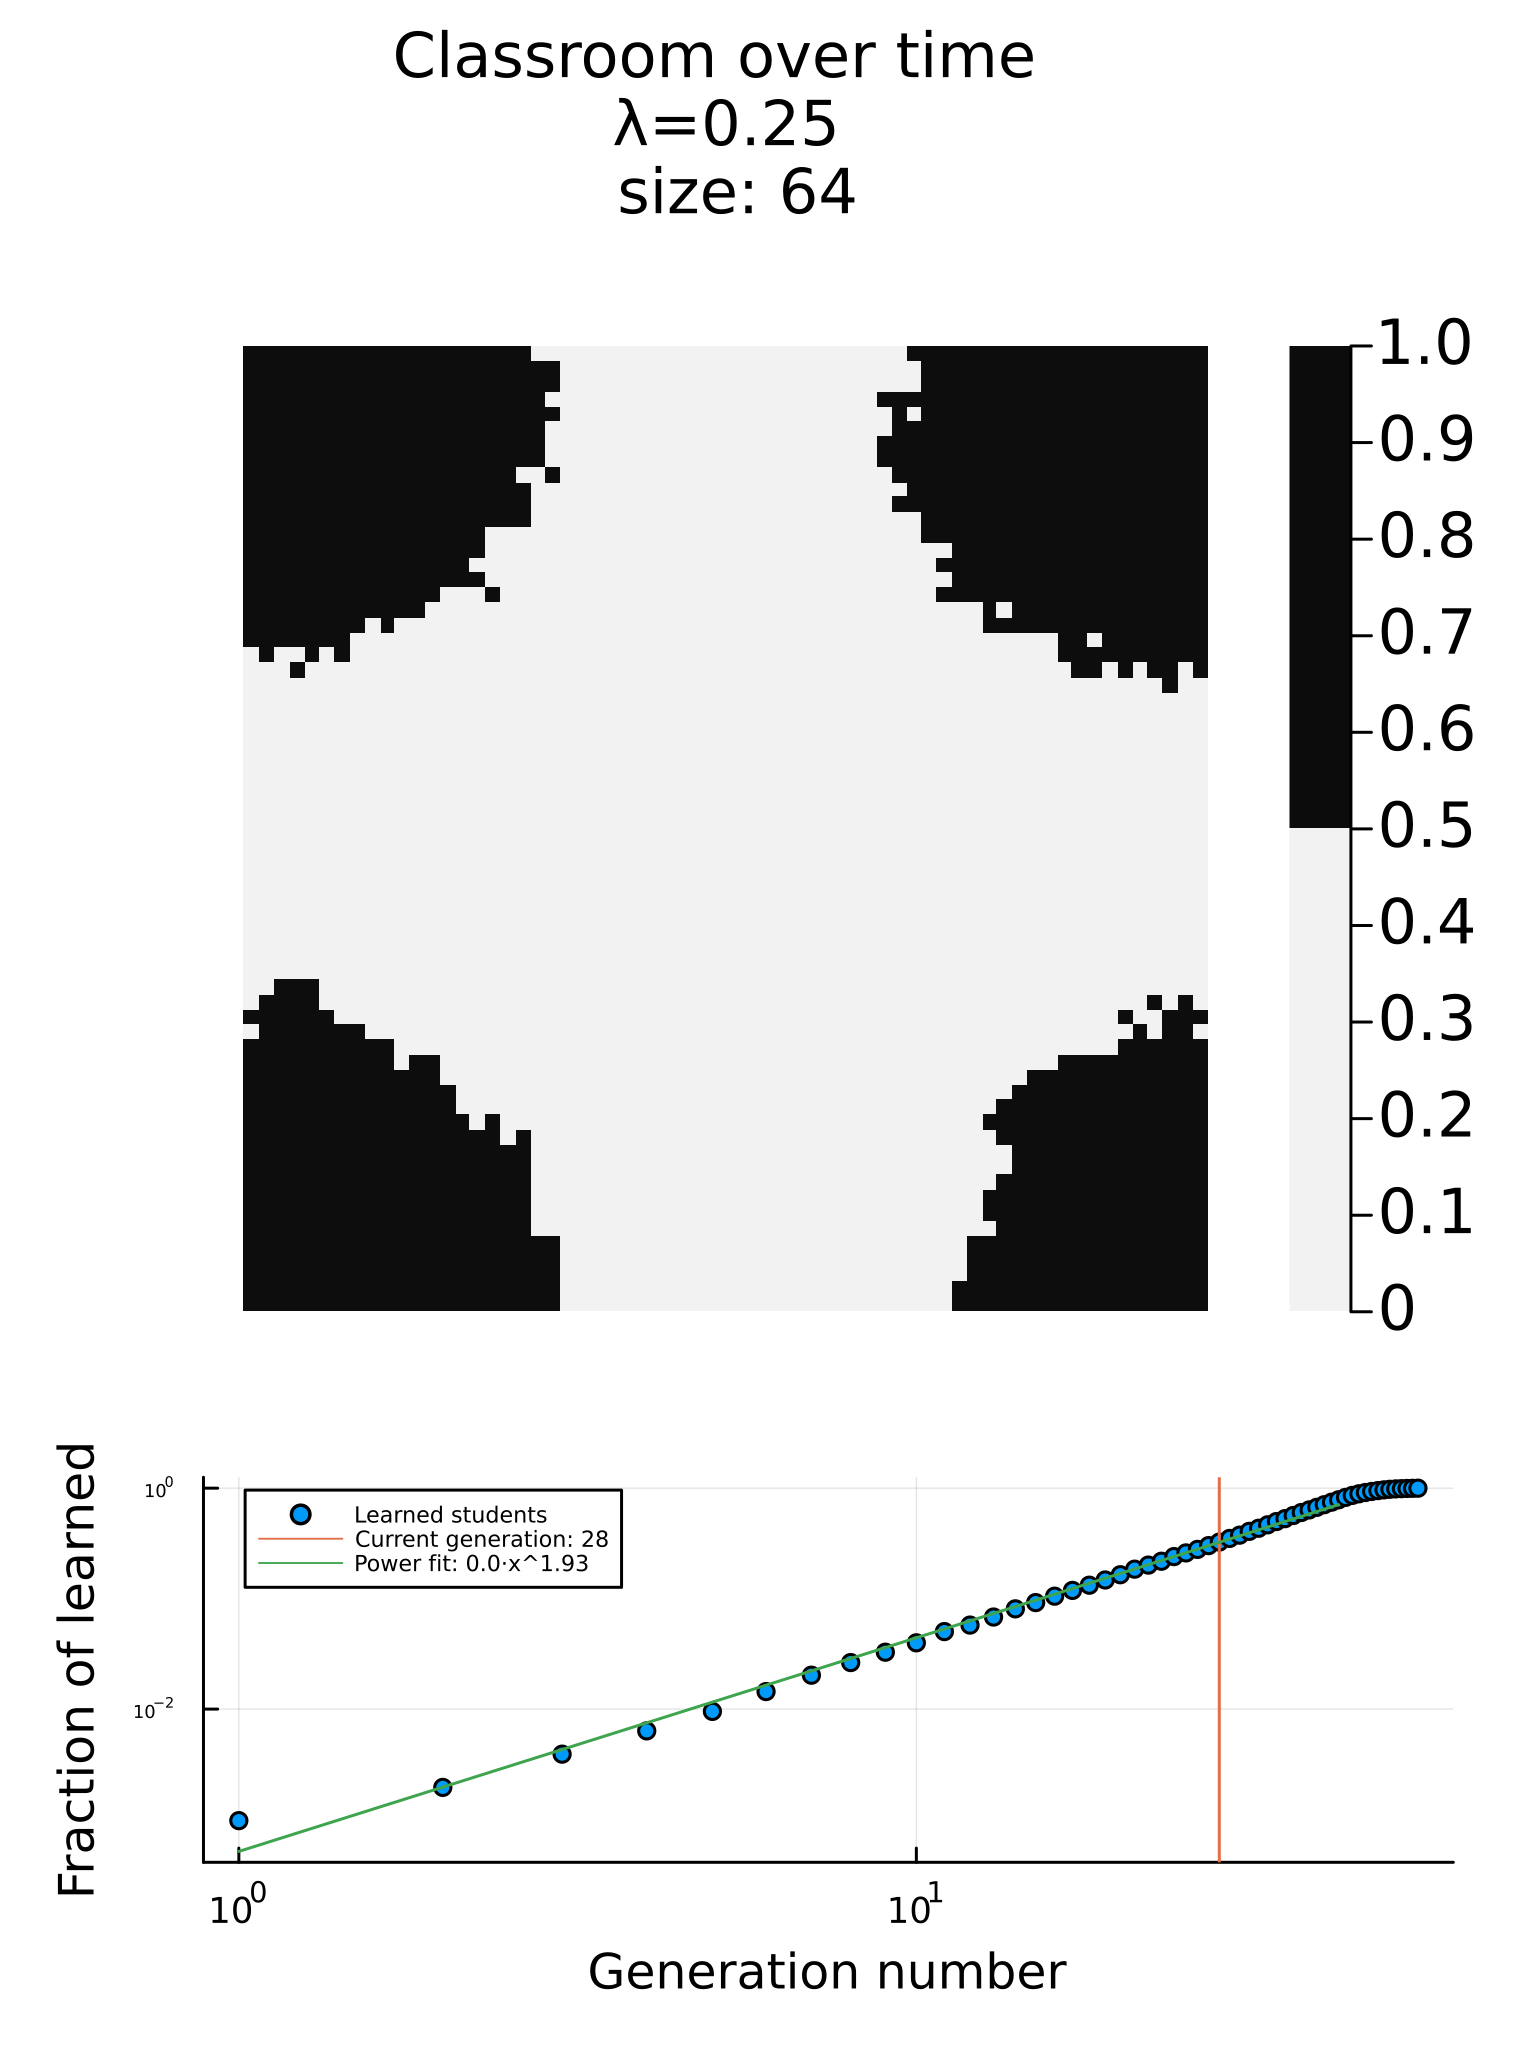 Classroom over time
λ=0.25
size: 64
1.0
0.9
0.8
0.7
0.6
0.5
0.4
0.3
0.2
0.1
0
Fraction of learned
10⁰
10⁻²
Learned students
Current generation: 28
Power fit: 0.0·x^1.93
10⁰
10¹
Generation number